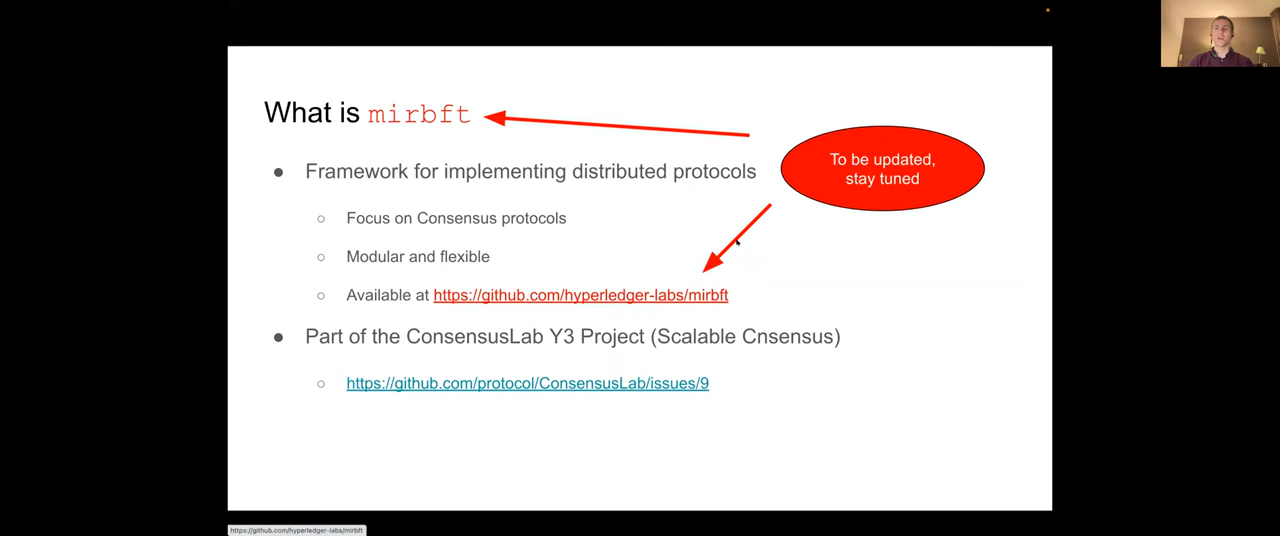 What is mirbft
To be updated,
stay tuned
Framework for implementing distributed protocols
Focus on Consensus protocols
Modular and flexible
Available at https://github.com/hyperledger-labs/mirbft
Part of the ConsensusLab Y3 Project (Scalable Cnsensus)
https://github.com/protocol/ConsensusLab/issues/9
https://github.com/hyperledger-labs/mirbft